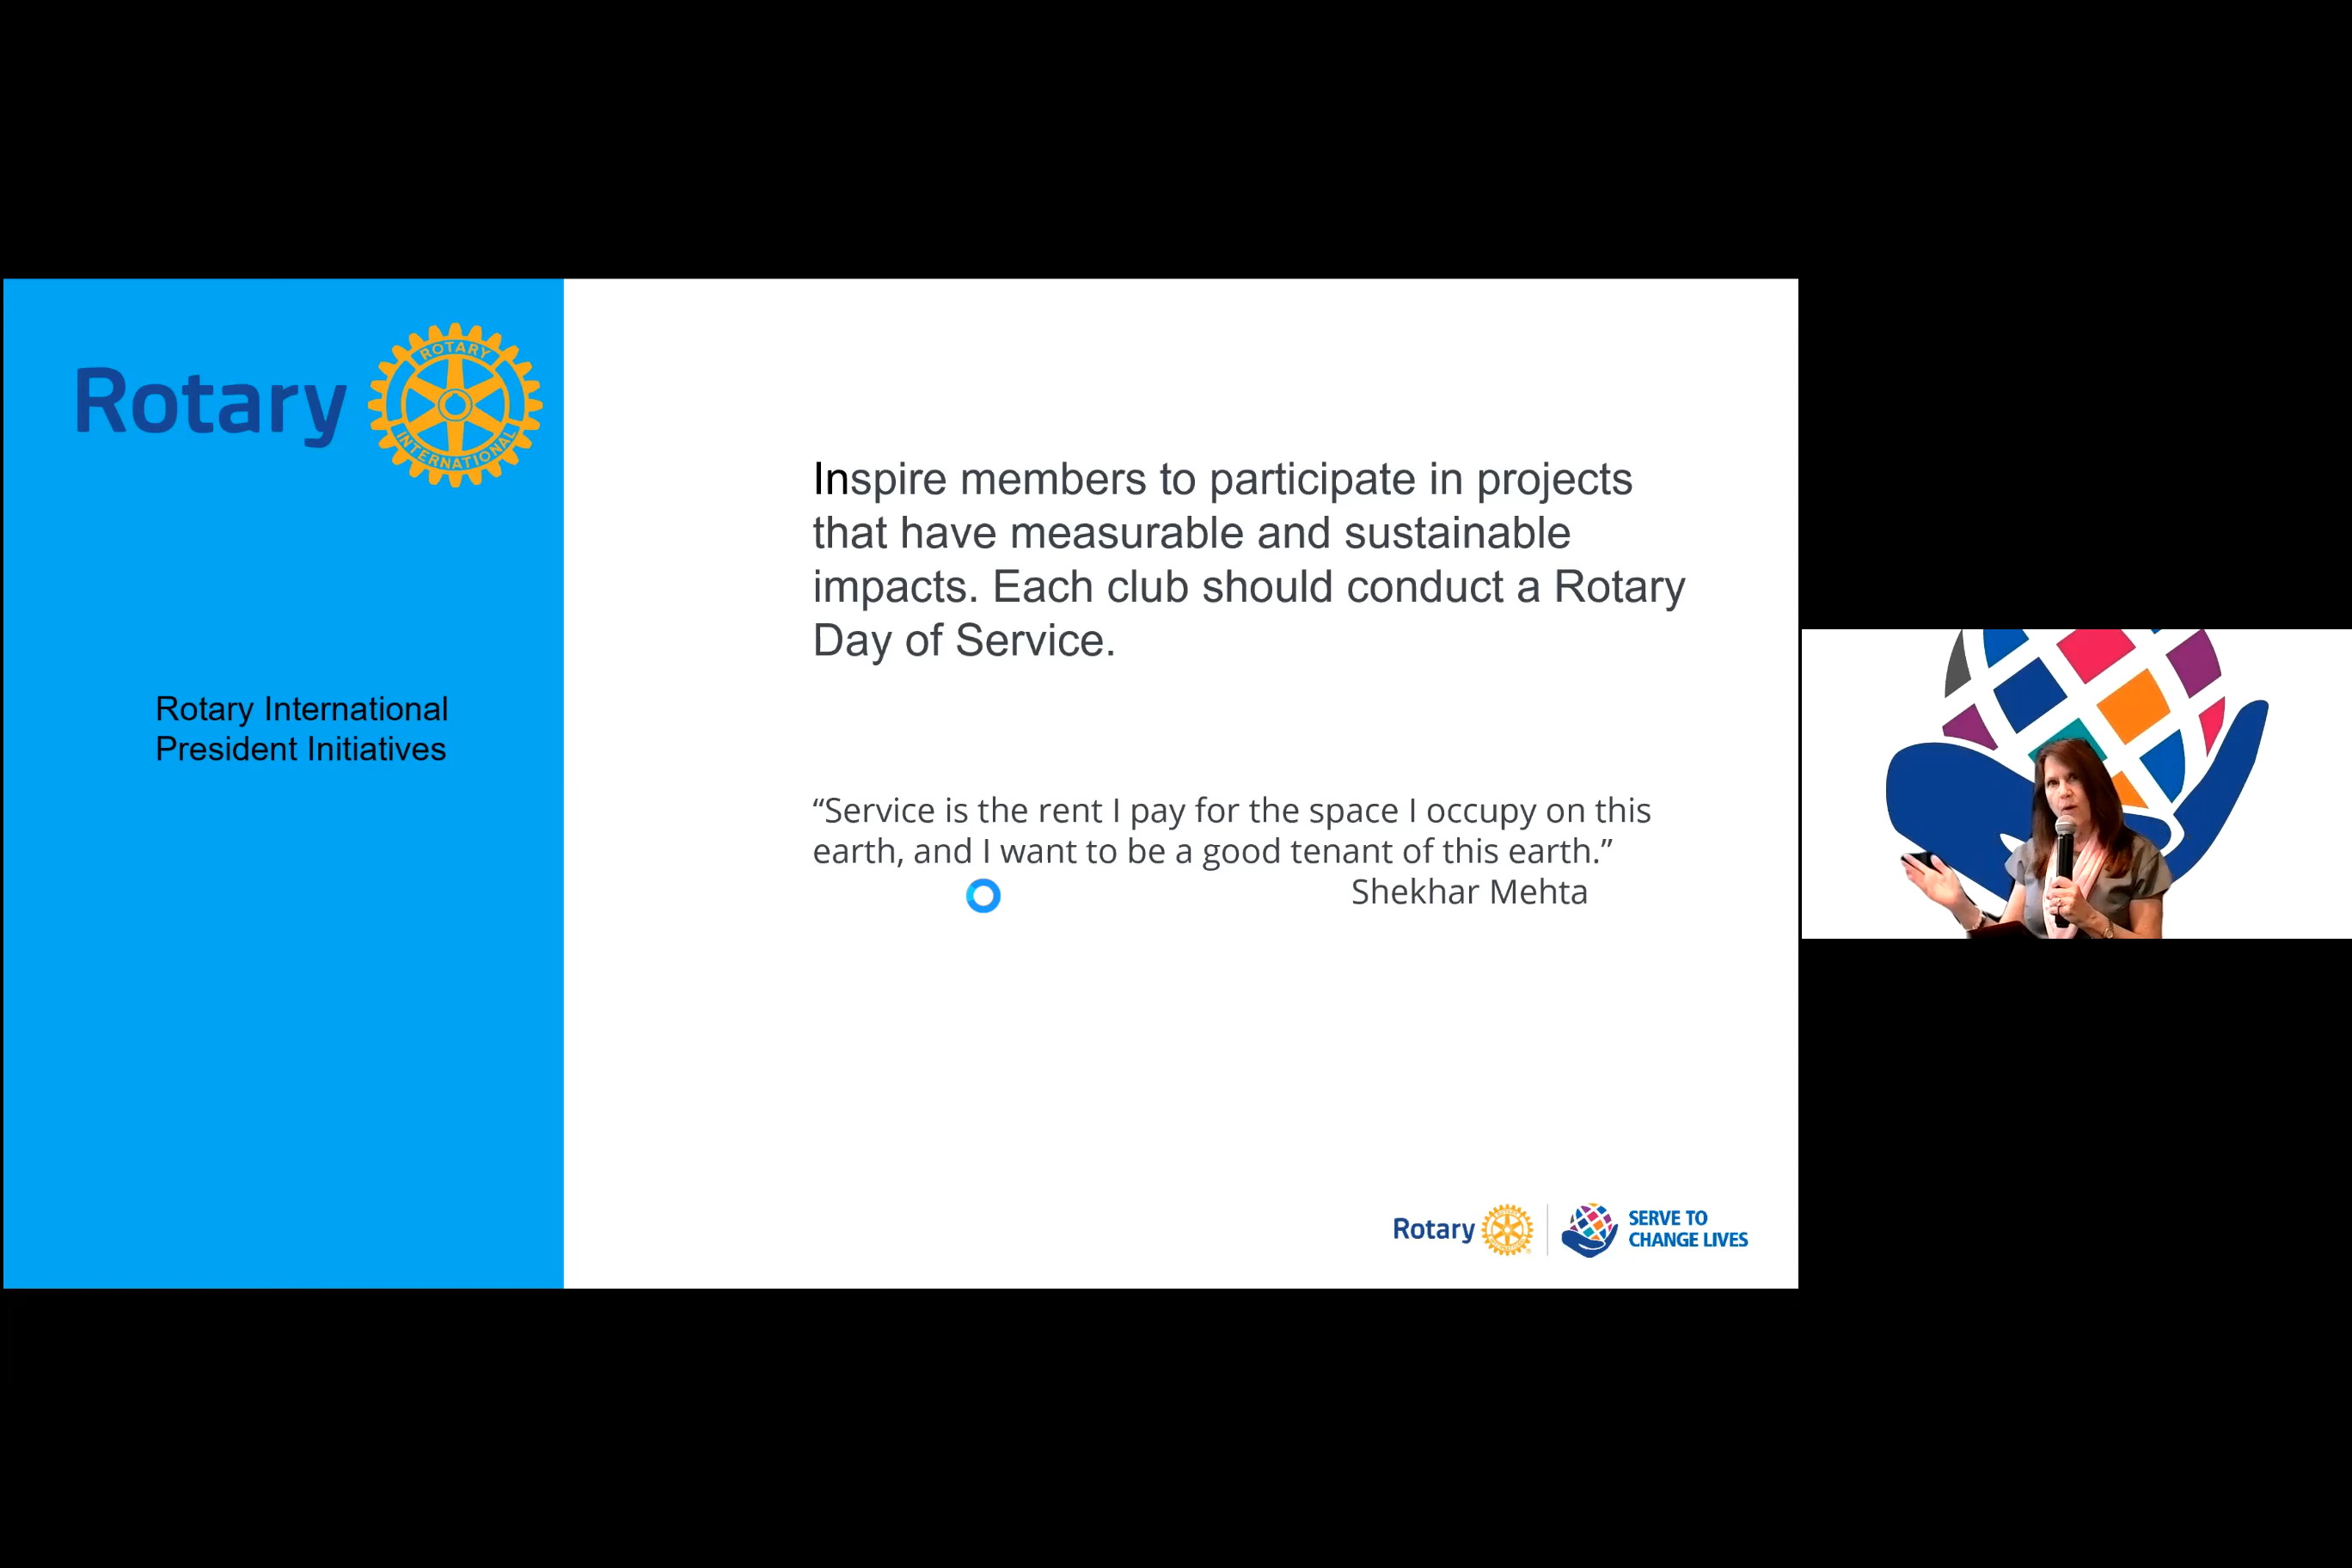 Rotary
ROTARY
INTERNATIONAL
Rotary International
President Initiatives
Inspire members to participate in projects
that have measurable and sustainable
impacts. Each club should conduct a Rotary
Day of Service.
“Service is the rent I pay for the space I occupy on this
earth, and I want to be a good tenant of this earth.”
Shekhar Mehta
Rotary
SERVE TO
CHANGE LIVES